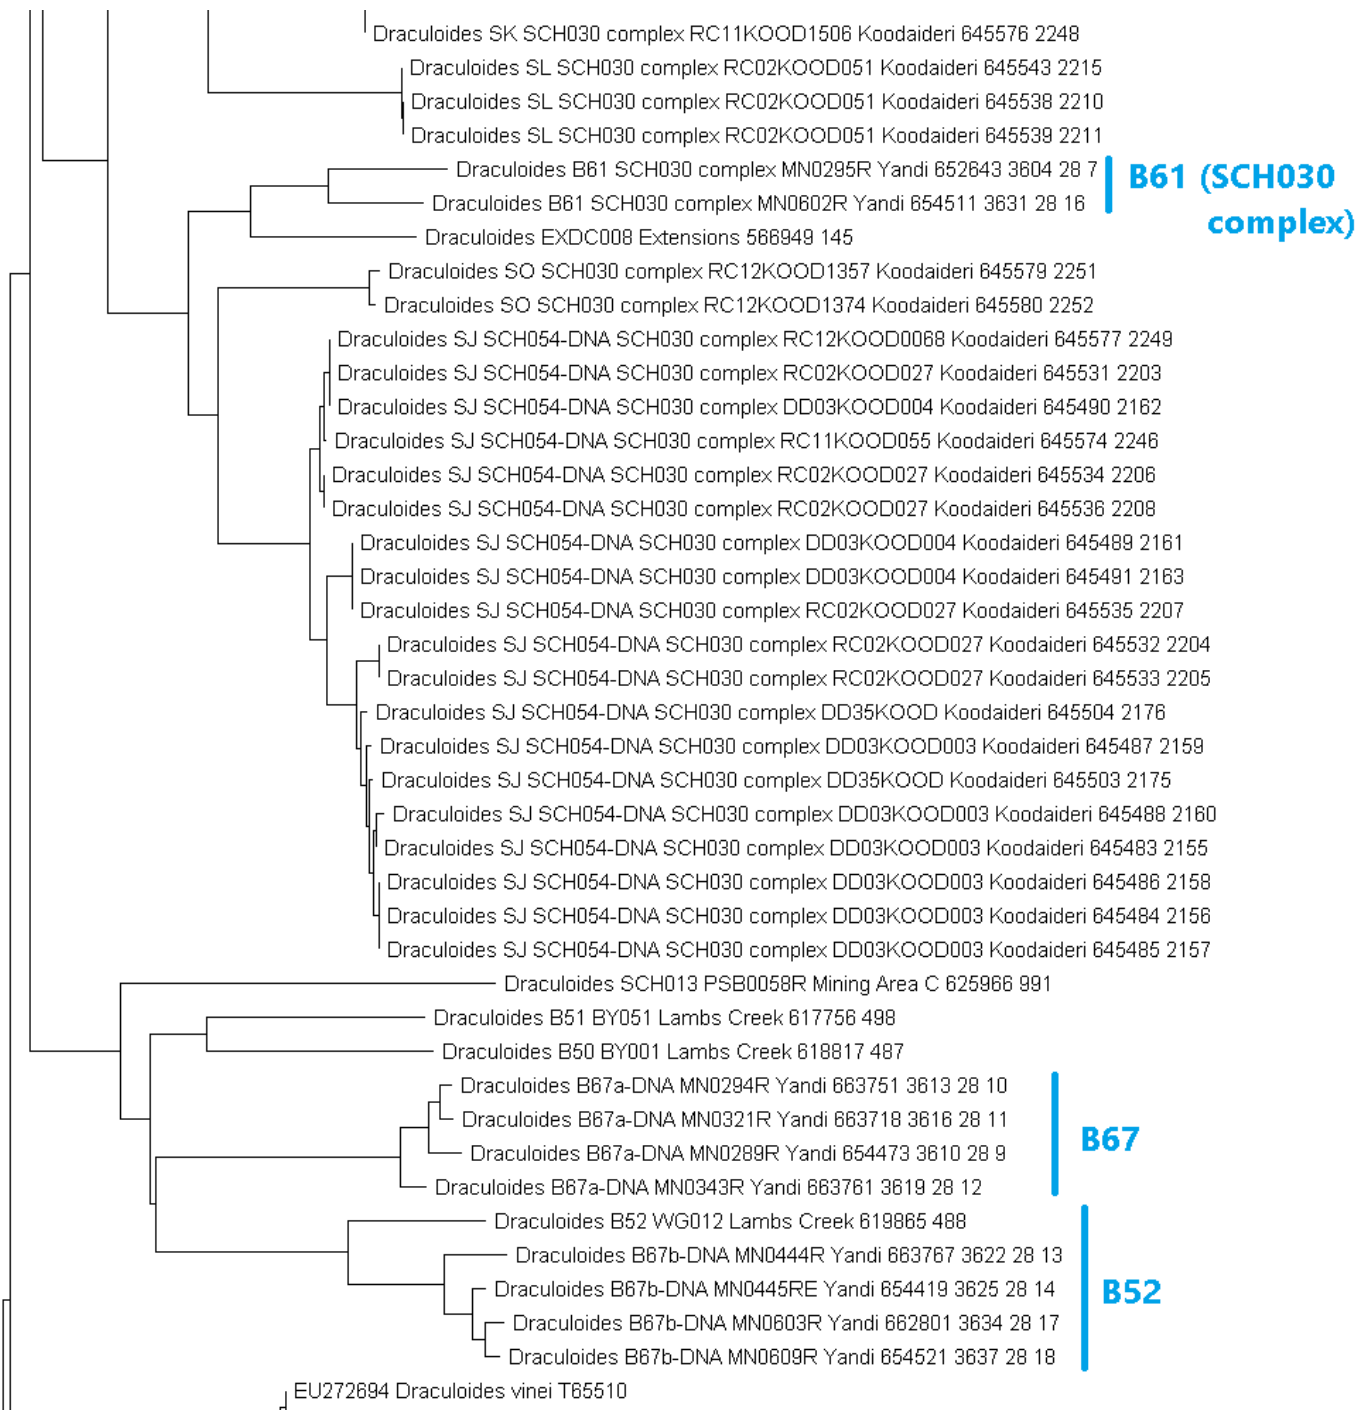 Draculoides SK SCH030 complex RC11KOOD1506 Koodaideri 645576 2248
Draculoides SL SCH030 complex RC02KOOD051 Koodaideri 645543 2215
Draculoides SL SCH030 complex RC02KOOD051 Koodaideri 645538 2210
Draculoides SL SCH030 complex RC02KOOD051 Koodaideri 645539 2211
Draculoides B61 SCH030 complex MN0295R Yandi 652643 3604 28 7
Draculoides B61 SCH030 complex MN0602R Yandi 654511 3631 28 16
B61 (SCH030
complex)
Draculoides EXDC008 Extensions 566949 145
Draculoides SO SCH030 complex RC12KOOD1357 Koodaideri 645579 2251
Draculoides SO SCH030 complex RC12KOOD1374 Koodaideri 645580 2252
Draculoides SJ SCH054-DNA SCH030 complex RC12KOOD0068 Koodaideri 645577 2249
Draculoides SJ SCH054-DNA SCH030 complex RC02KOOD027 Koodaideri 645531 2203
Draculoides SJ SCH054-DNA SCH030 complex DD03KOOD004 Koodaideri 645490 2162
Draculoides SJ SCH054-DNA SCH030 complex RC11KOOD055 Koodaideri 645574 2246
Draculoides SJ SCH054-DNA SCH030 complex RC02KOOD027 Koodaideri 645534 2206
Draculoides SJ SCH054-DNA SCH030 complex RC02KOOD027 Koodaideri 645536 2208
Draculoides SJ SCH054-DNA SCH030 complex DD03KOOD004 Koodaideri 645489 2161
Draculoides SJ SCH054-DNA SCH030 complex DD03KOOD004 Koodaideri 645491 2163
Draculoides SJ SCH054-DNA SCH030 complex RC02KOOD027 Koodaideri 645535 2207
Draculoides SJ SCH054-DNA SCH030 complex RC02KOOD027 Koodaideri 645532 2204
Draculoides SJ SCH054-DNA SCH030 complex RC02KOOD027 Koodaideri 645533 2205
Draculoides SJ SCH054-DNA SCH030 complex DD35KOOD Koodaideri 645504 2176
Draculoides SJ SCH054-DNA SCH030 complex DD03KOOD003 Koodaideri 645487 2159
Draculoides SJ SCH054-DNA SCH030 complex DD35KOOD Koodaideri 645503 2175
Draculoides SJ SCH054-DNA SCH030 complex DD03KOOD003 Koodaideri 645488 2160
Draculoides SJ SCH054-DNA SCH030 complex DD03KOOD003 Koodaideri 645483 2155
Draculoides SJ SCH054-DNA SCH030 complex DD03KOOD003 Koodaideri 645486 2158
Draculoides SJ SCH054-DNA SCH030 complex DD03KOOD003 Koodaideri 645484 2156
Draculoides SJ SCH054-DNA SCH030 complex DD03KOOD003 Koodaideri 645485 2157
Draculoides SCH013 PSB0058R Mining Area C 625966 991
Draculoides B51 BY051 Lambs Creek 617756 498
Draculoides B50 BY001 Lambs Creek 618817 487
Draculoides B67a-DNA MN0294R Yandi 663751 3613 28 10
Draculoides B67a-DNA MN0321R Yandi 663718 3616 28 11
Draculoides B67a-DNA MN0289R Yandi 654473 3610 28 9
Draculoides B67a-DNA MN0343R Yandi 663761 3619 28 12
B67
Draculoides B52 WG012 Lambs Creek 619865 488
Draculoides B67b-DNA MN0444R Yandi 663767 3622 28 13
Draculoides B67b-DNA MN0445RE Yandi 654419 3625 28 14
Draculoides B67b-DNA MN0603R Yandi 662801 3634 28 17
Draculoides B67b-DNA MN0609R Yandi 654521 3637 28 18
B52
EU272694 Draculoides vinei T65510